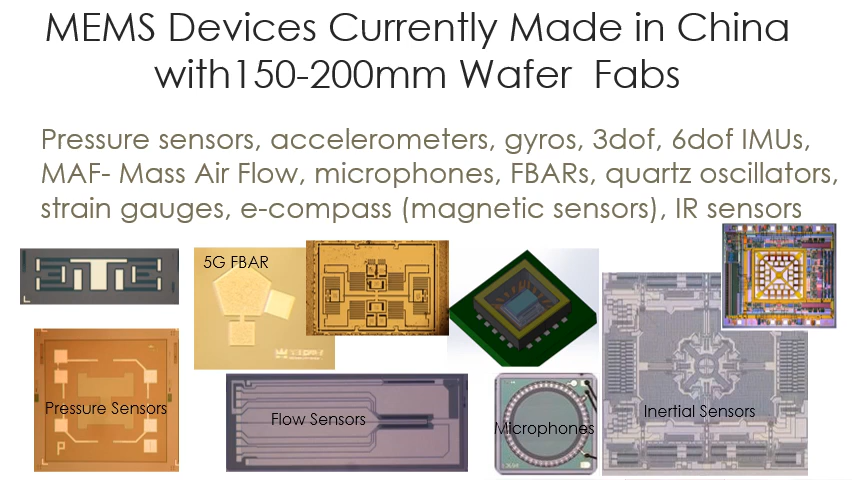 MEMS Devices Currently Made in China
with150-200mm Wafer Fabs
Pressure sensors, accelerometers, gyros, 3dof, 6dof IMUs,
MAF- Mass Air Flow, microphones, FBARs, quartz oscillators,
strain gauges, e-compass (magnetic sensors), IR sensors
5G FBAR
Pressure Sensors
P
Flow Sensors
Microphones
Inertial Sensors